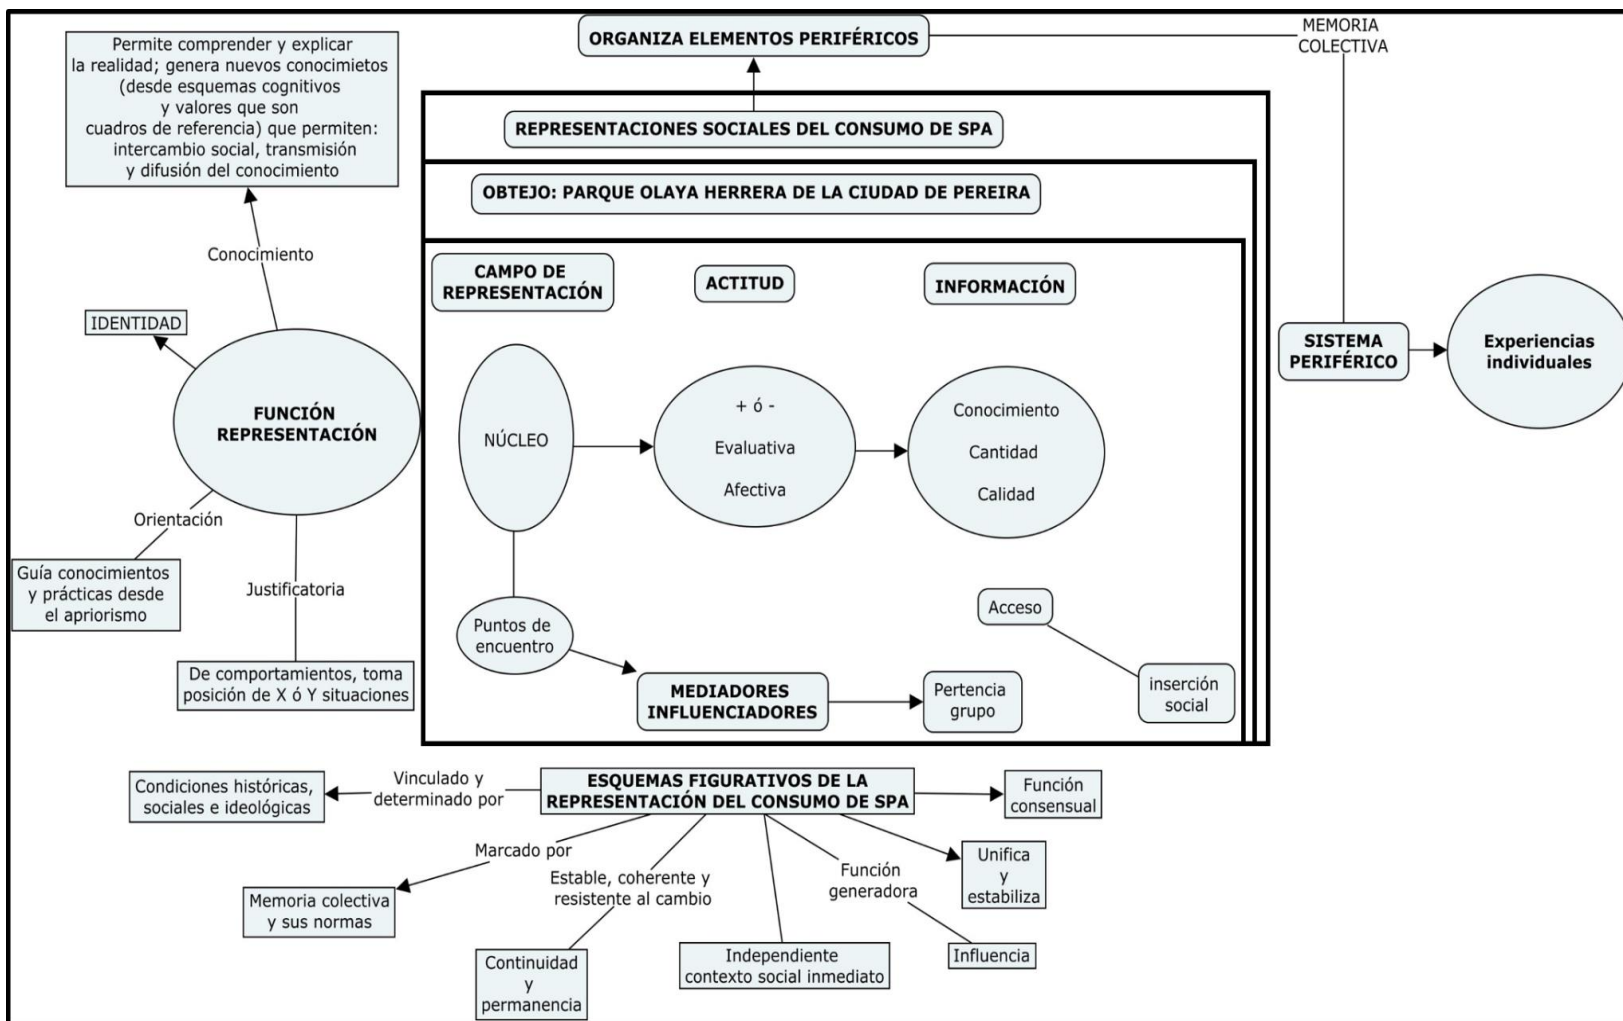 Permite comprender y explicar
la realidad; genera nuevos conocimietos
(desde esquemas cognitivos
y valores que son
cuadros de referencia) que permiten:
intercambio social, transmisión
y difusión del conocimiento
ORGANIZA ELEMENTOS PERIFÉRICOS
MEMORIA
COLECTIVA
REPRESENTACIONES SOCIALES DEL CONSUMO DE SPA
OBTEJO: PARQUE OLAYA HERRERA DE LA CIUDAD DE PEREIRA
Conocimiento
IDENTIDAD
FUNCIÓN
REPRESENTACIÓN
Orientación
Guía conocimientos
y prácticas desde
el apriorismo
Justificatoria
De comportamientos, toma
posición de X ó Y situaciones
CAMPO DE
REPRESENTACIÓN
ACTITUD
INFORMACIÓN
NÚCLEO
+ ó -
Evaluativa
Afectiva
Conocimiento
Cantidad
Calidad
Puntos de
encuentro
MEDIADORES
INFLUENCIADORES
Pertencia
grupo
Acceso
inserción
social
SISTEMA
PERIFÉRICO
Experiencias
individuales
Condiciones históricas,
sociales e ideológicas
Vinculado y
determinado por
ESQUEMAS FIGURATIVOS DE LA
REPRESENTACIÓN DEL CONSUMO DE SPA
Función
consensual
Marcado por
Memoria colectiva
y sus normas
Estable, coherente y
resistente al cambio
Continuidad
y
permanencia
Independiente
contexto social inmediato
Función
generadora
Influencia
Unifica
y
estabiliza